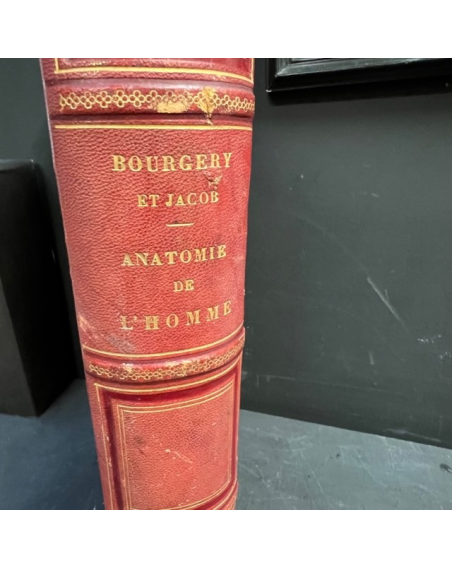 BOURGERY
ET JACOB
ANATOMIE
DE
L'HOMME